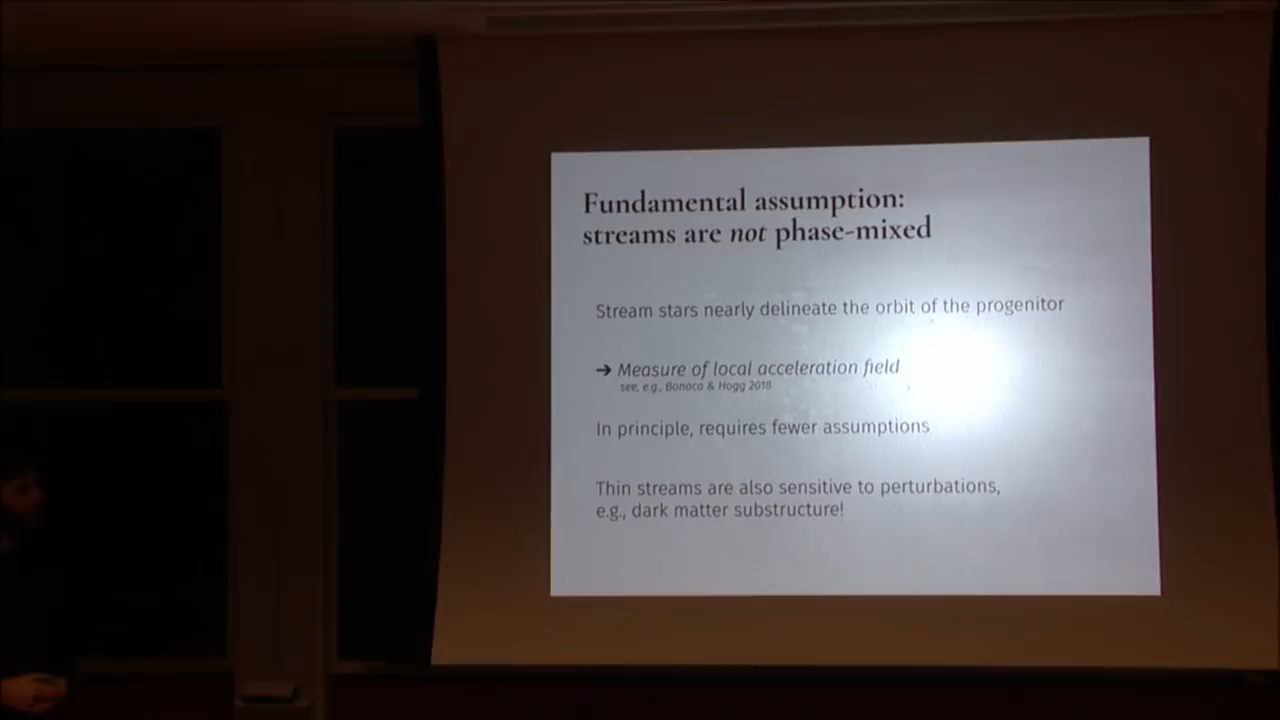 Fundamental assumption:
streams are not phase-mixed
Stream stars nearly delineate the orbit of the progenitor
➔ Measure of local acceleration field
see, e.g., Bonaca & Hogg 2018
In principle, requires fewer assumptions
Thin streams are also sensitive to perturbations,
e.g., dark matter substructure!